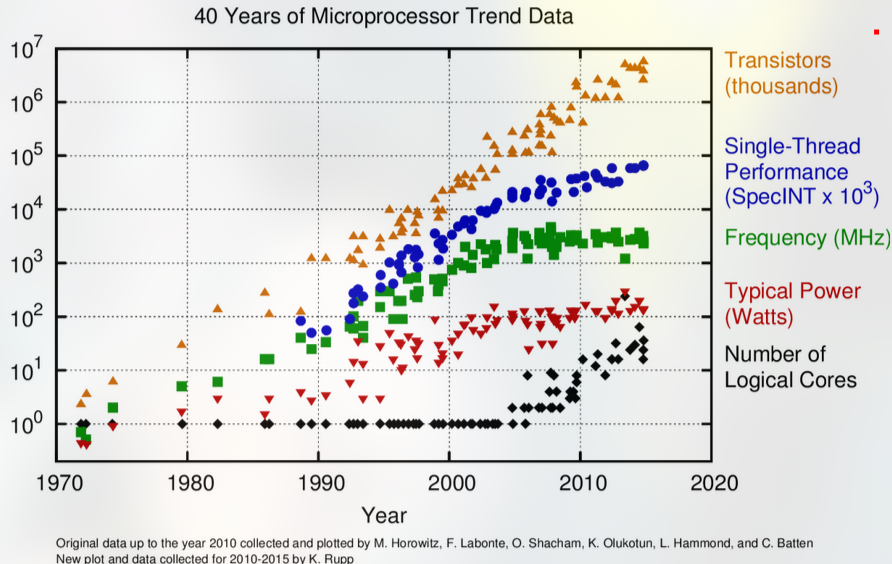 40 Years of Microprocessor Trend Data
10^7
10^6
10^5
10^4
10^3
10^2
10^1
10^0
1970 1980 1990 2000 2010 2020
Year
Transistors
(thousands)
Single-Thread
Performance
(SpecINT x 10^3)
Frequency (MHz)
Typical Power
(Watts)
Number of
Logical Cores
Original data up to the year 2010 collected and plotted by M. Horowitz, F. Labonte, O. Shacham, K. Olukotun, L. Hammond, and C. Batten
New plot and data collected for 2010-2015 by K. Rupp